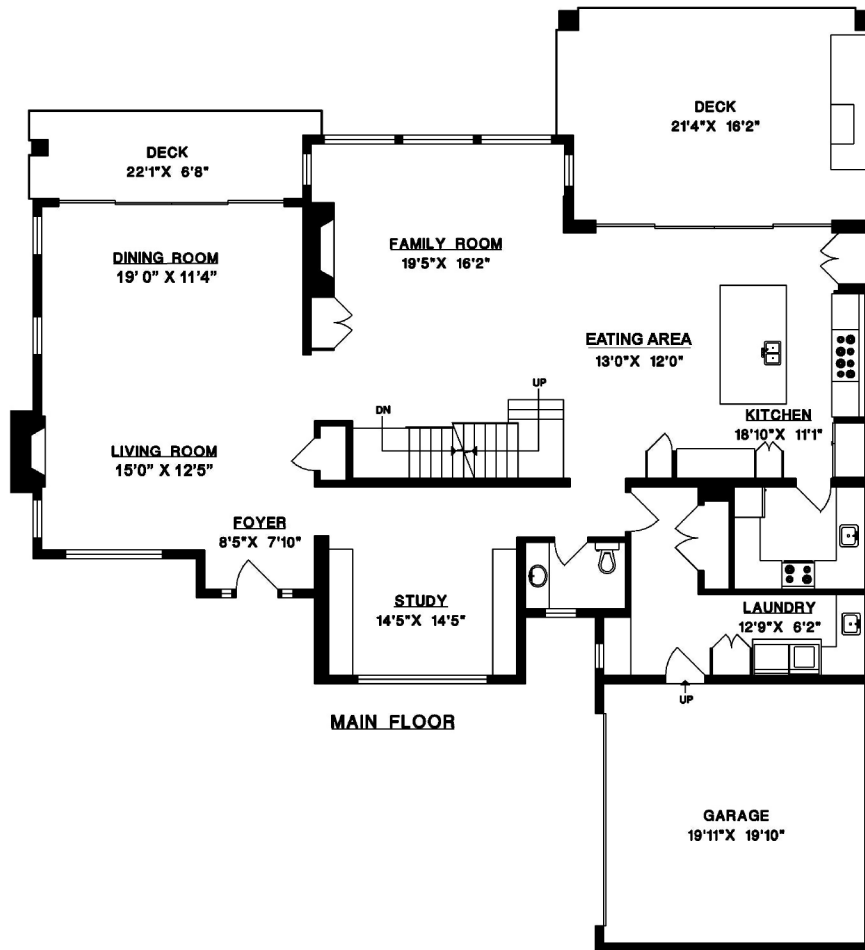 DECK
21'4"X 16'2"
DECK
22'1"X 6'8"
FAMILY ROOM
19'5"X 16'2"
DINING ROOM
19' 0” X 11'4”
EATING AREA
13'0"X 12'0"
UP
DN
KITCHEN
18'10"X 11'1"
LIVING ROOM
15'0” X 12'5”
FOYER
8'5"X 7'10"
STUDY
14'5"X 14'5"
LAUNDRY
12'9"X 6'2"
UP
MAIN FLOOR
GARAGE
19'11"X 19'10"